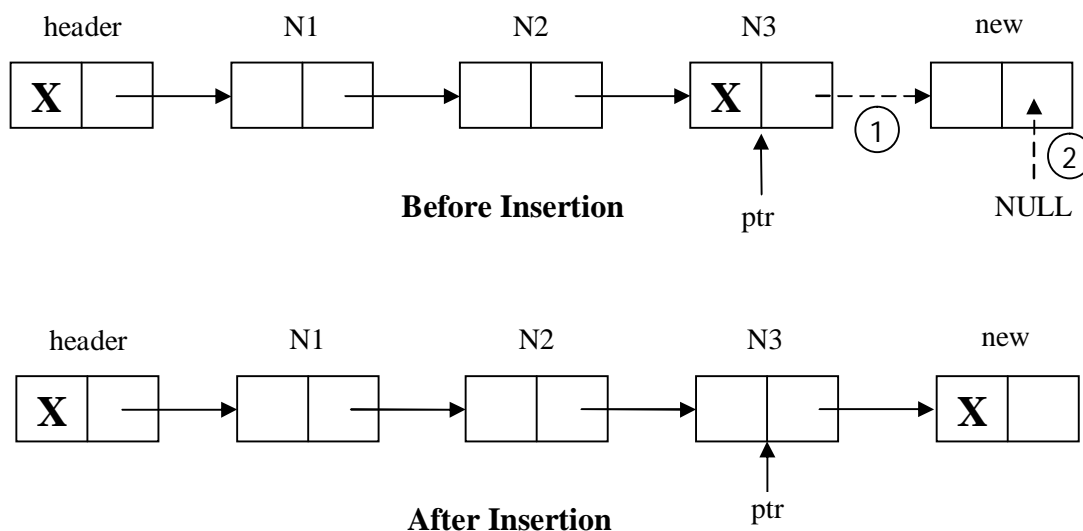 header N1 N2 N3 new
X X
1 2
Before Insertion ptr NULL
header N1 N2 N3 new
X X
After Insertion ptr